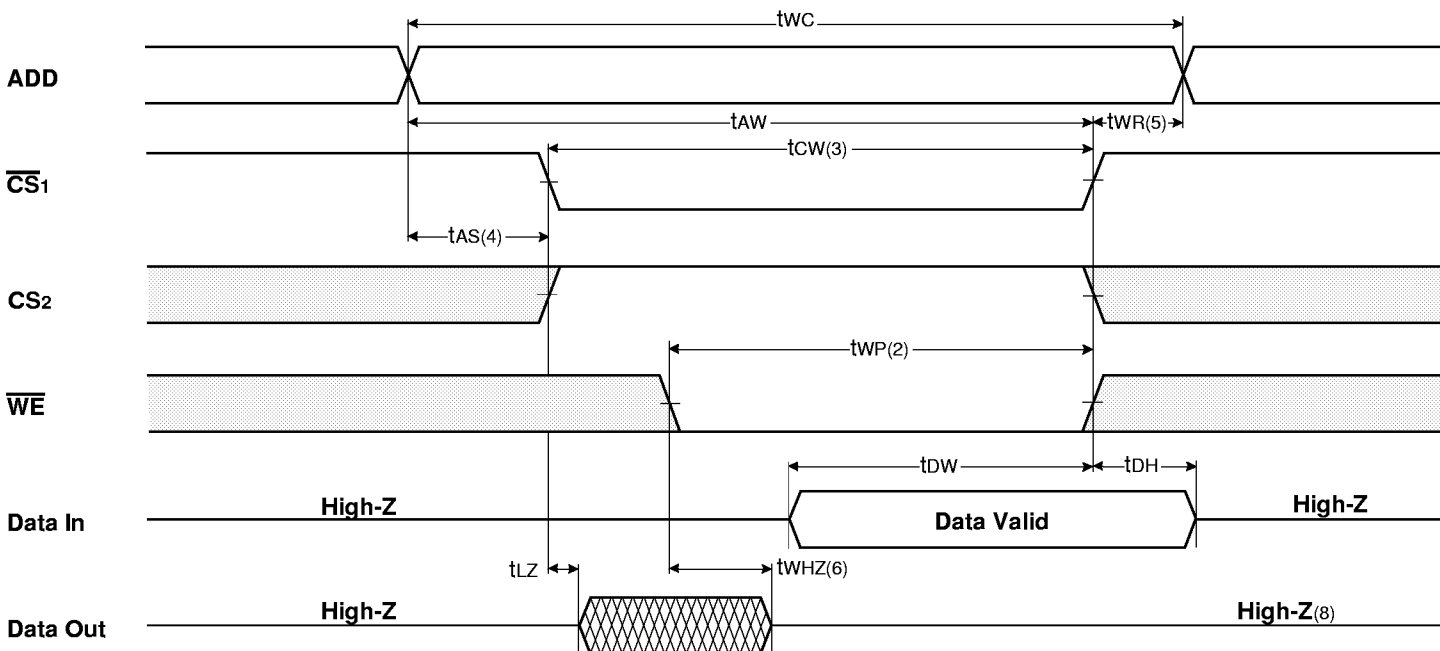 tWC
ADD
tAW
tWR(5)
tCW(3)
CS1
tAS(4)
CS2
tWP(2)
WE
tDW
tDH
High-Z
High-Z
Data In
Data Valid
tLZ
tWHZ(6)
High-Z
High-Z(8)
Data Out